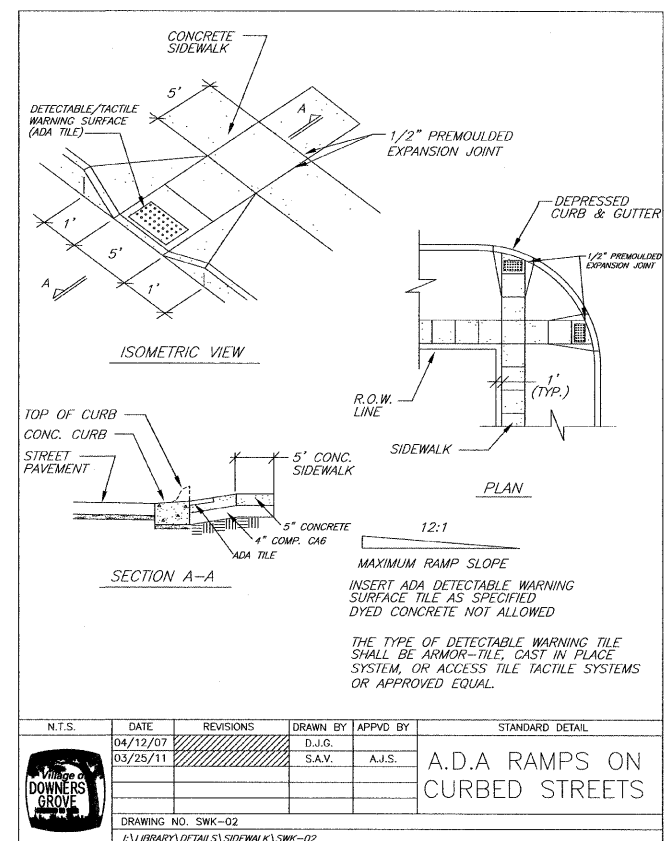 CONCRETE
SIDEWALK
5'
DETECTABLE/TACTILE
WARNING SURFACE
(ADA TILE)
A
1/2" PREMOULDED
EXPANSION JOINT
1'
5'
1'
A
ISOMETRIC VIEW
DEPRESSED
CURB & GUTTER
1/2" PREMOULDED
EXPANSION JOINT
1'
(TYP.)
R.O.W.
LINE
SIDEWALK
PLAN
TOP OF CURB
CONC. CURB
STREET
PAVEMENT
5' CONC.
SIDEWALK
5" CONCRETE
4" COMP. CA6
ADA TILE
SECTION A-A
12:1
MAXIMUM RAMP SLOPE
INSERT ADA DETECTABLE WARNING
SURFACE TILE AS SPECIFIED
DYED CONCRETE NOT ALLOWED
THE TYPE OF DETECTABLE WARNING TILE
SHALL BE ARMOR-TILE, CAST IN PLACE
SYSTEM, OR ACCESS TILE TACTILE SYSTEMS
OR APPROVED EQUAL.
N.T.S. DATE REVISIONS DRAWN BY APPVD BY STANDARD DETAIL
04/12/07 D.J.G.
03/25/11 S.A.V. A.J.S.
A.D.A RAMPS ON
CURBED STREETS
Village of
DOWNERS
GROVE
DRAWING NO. SWK-02
I:\LIBRARY\DETAILS\SIDEWALK\SWK-02